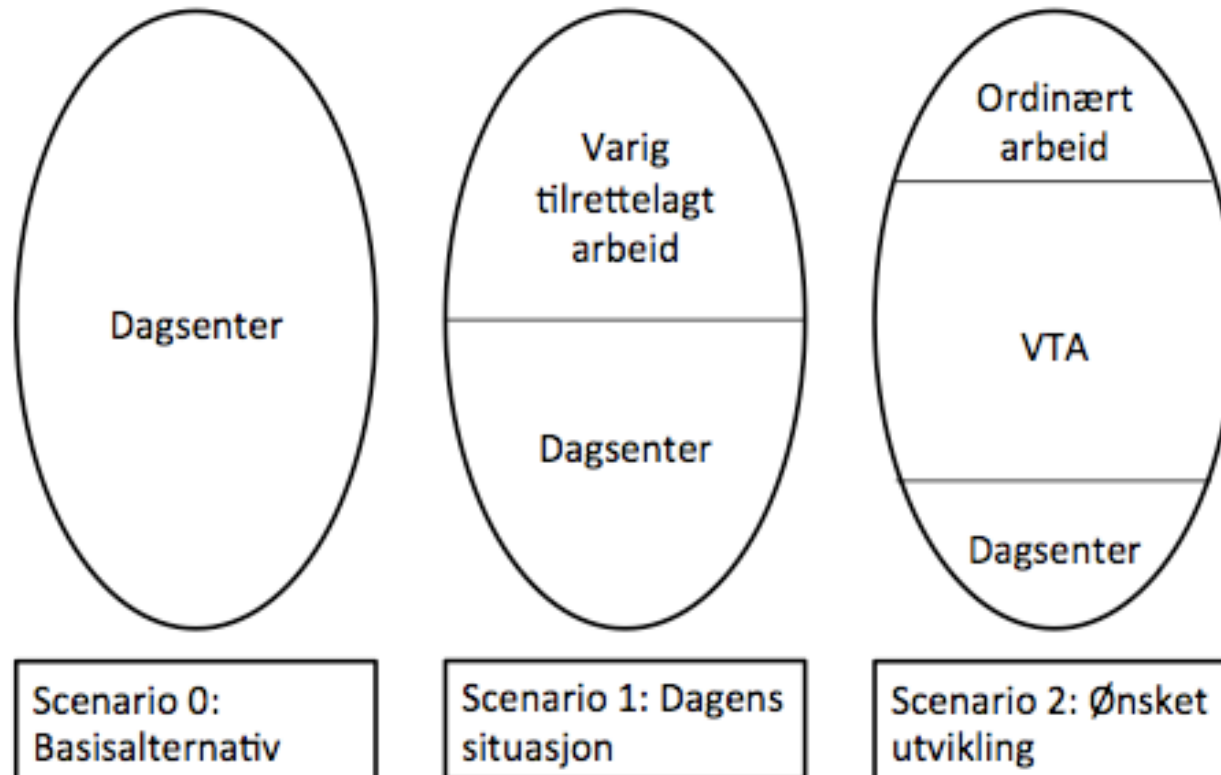 Dagsenter
Varig
tilrettelagt
arbeid
Dagsenter
Ordinært
arbeid
VTA
Dagsenter
Scenario 0:
Basisalternativ
Scenario 1: Dagens
situasjon
Scenario 2: Ønsket
utvikling